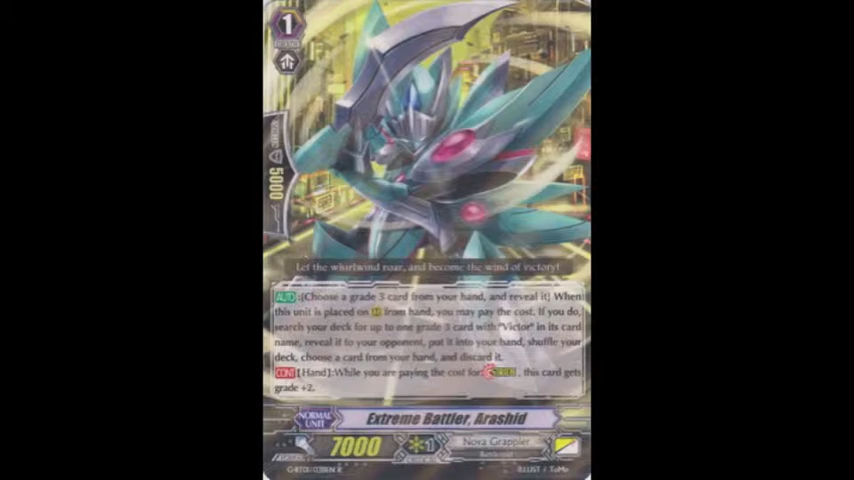 1
5000
Let the whirlwind roar, and become the wind of victory!
AUTO :[Choose a grade 3 card from your hand, and reveal it] When
this unit is placed on from hand, you may pay the cost. If you do,
search your deck for up to one grade 3 card with "Victor" in its card
name, reveal it to your opponent, put it into your hand, shuffle your
deck, choose a card from your hand, and discard it.
CONT [Hand]:While you are paying the cost for , this card gets
grade +2.
NORMAL
UNIT
Extreme Battler, Arashid
7000
1
Nova Grappler
Battleroid
ILLUST / ToMo